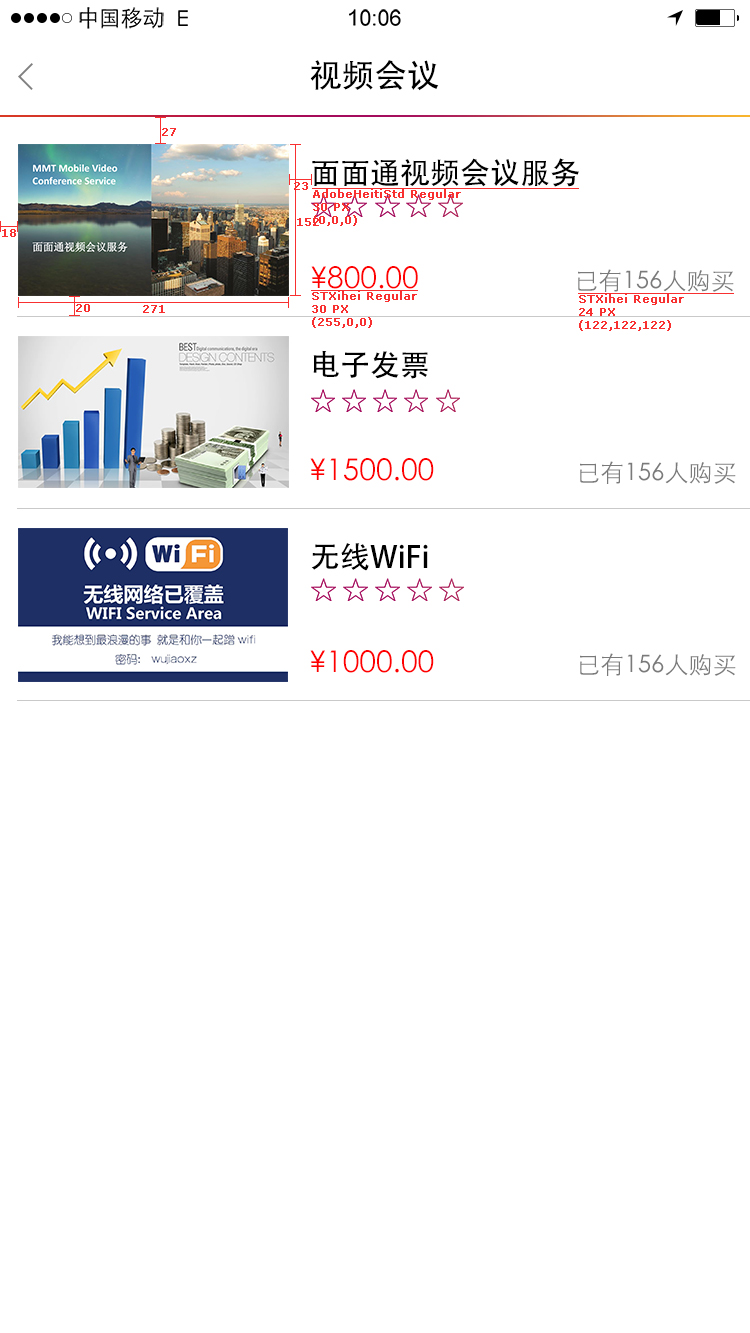 中国移动 E
10:06
视频会议
27
MMT Mobile Video
Conference Service
面面通视频会议服务
18
23
152
20
271
面面通视频会议服务
AdobeHeitiStd Regular
30 PX
(0,0,0)
☆☆☆☆☆
¥800.00
STXihei Regular
30 PX
(255,0,0)
已有156人购买
STXihei Regular
24 PX
(122,122,122)
BEST Digital communications, the digital era
DESIGN CONTENTS
电子发票
☆☆☆☆☆
¥1500.00
已有156人购买
WiFi
无线网络已覆盖
WIFI Service Area
我能想到最浪漫的事 就是和你一起蹭 wifi
密码: wujiaoxz
无线WiFi
☆☆☆☆☆
¥1000.00
已有156人购买